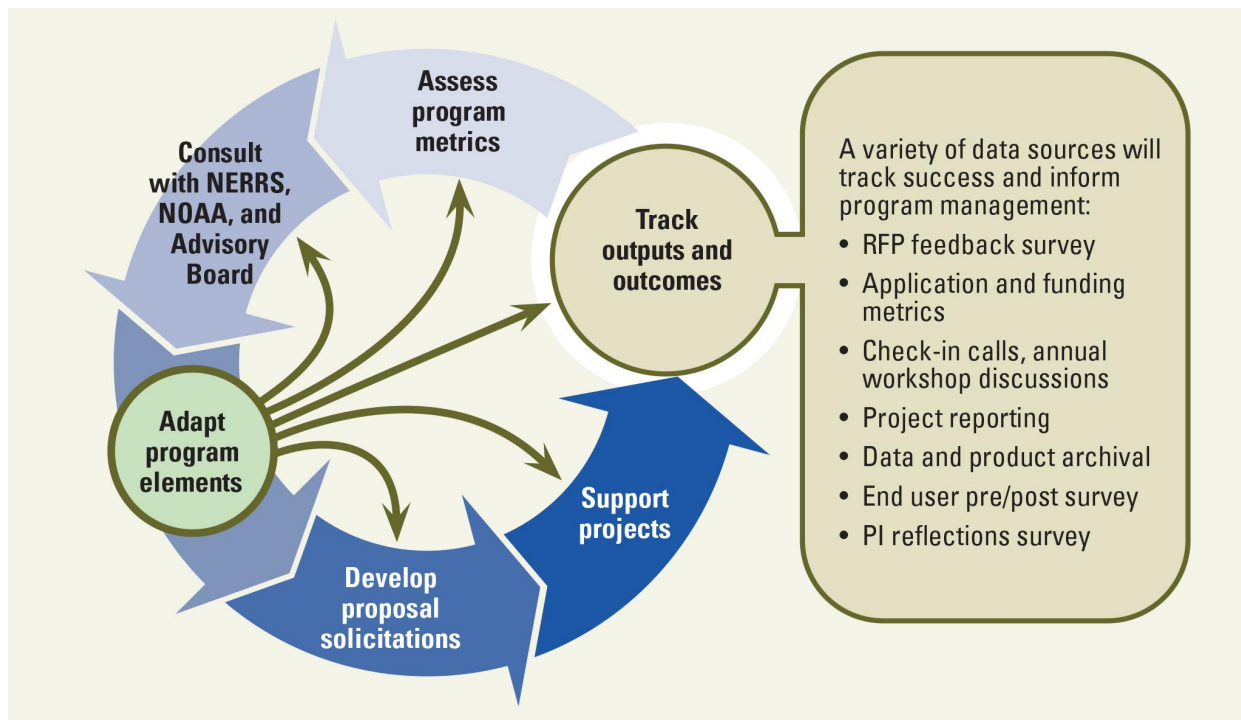 Assess
program
metrics
Consult
with NERRS,
NOAA, and
Advisory
Board
Track
outputs and
outcomes
Adapt
program
elements
Support
projects
Develop
proposal
solicitations
A variety of data sources will
track success and inform
program management:
• RFP feedback survey
• Application and funding
metrics
• Check-in calls, annual
workshop discussions
• Project reporting
• Data and product archival
• End user pre/post survey
• PI reflections survey